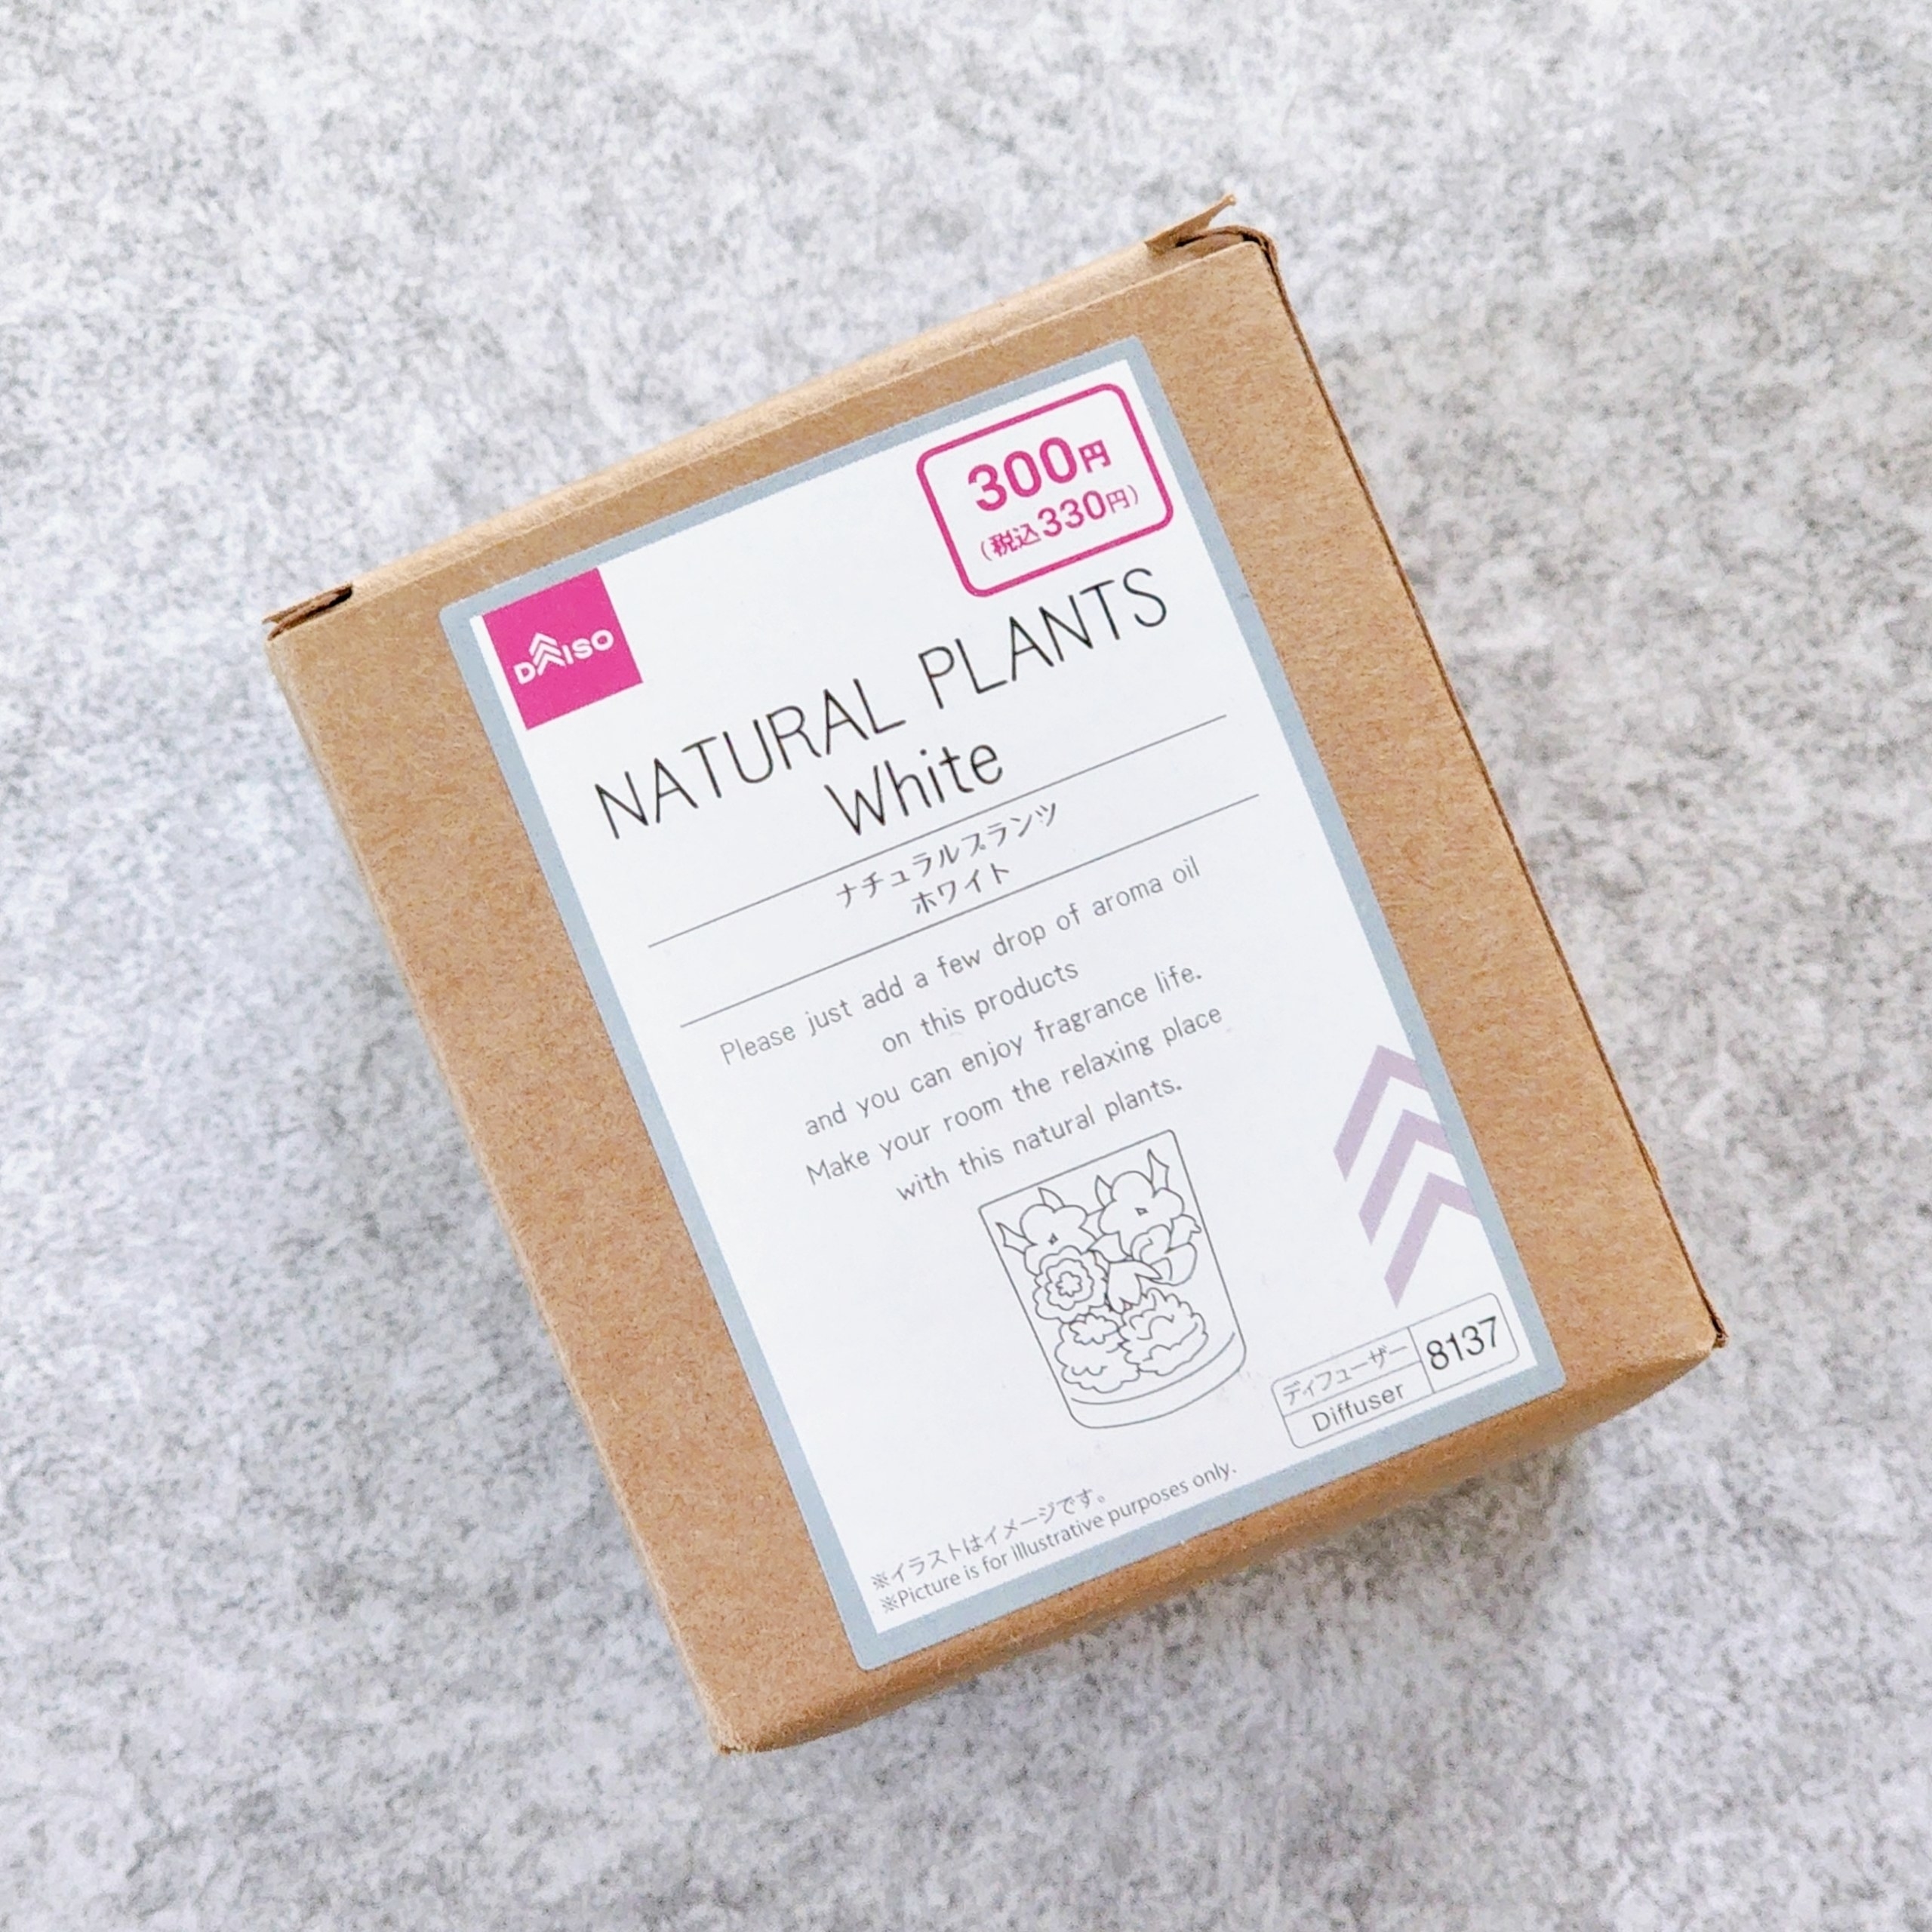 300円
(税込330円)
DAISO
NATURAL PLANTS
White
ナチュラルプランツ
ホワイト
Please just add a few drop of aroma oil
on this products
and you can enjoy fragrance life.
Make your room the relaxing place
with this natural plants.
ディフューザー
Diffuser
8137
※イラストはイメージです。
※Picture is for illustrative purposes only.